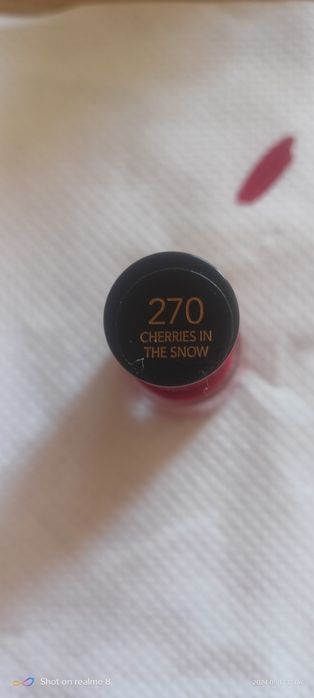 270
CHERRIES IN
THE SNOW
Shot on realme 8